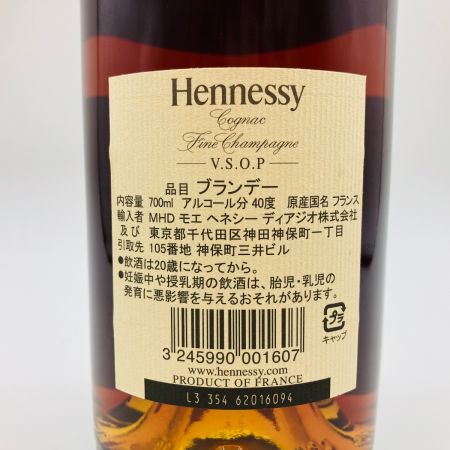 Hennessy
Cognac
Fine Champagne
V.S.O.P
品目 ブランデー
内容量 700ml アルコール分 40度 原産国名 フランス
輸入者 MHD モエ ヘネシー ディアジオ株式会社
及 び 東京都千代田区神田神保町一丁目
引取先 105番地 神保町三井ビル
●飲酒は20歳になってから。
●妊娠中や授乳期の飲酒は、胎児・乳児の
発育に悪影響を与えるおそれがあります。
プラ
キャップ
3 245990 001607
www.hennessy.com
PRODUCT OF FRANCE
L3 354 62016094